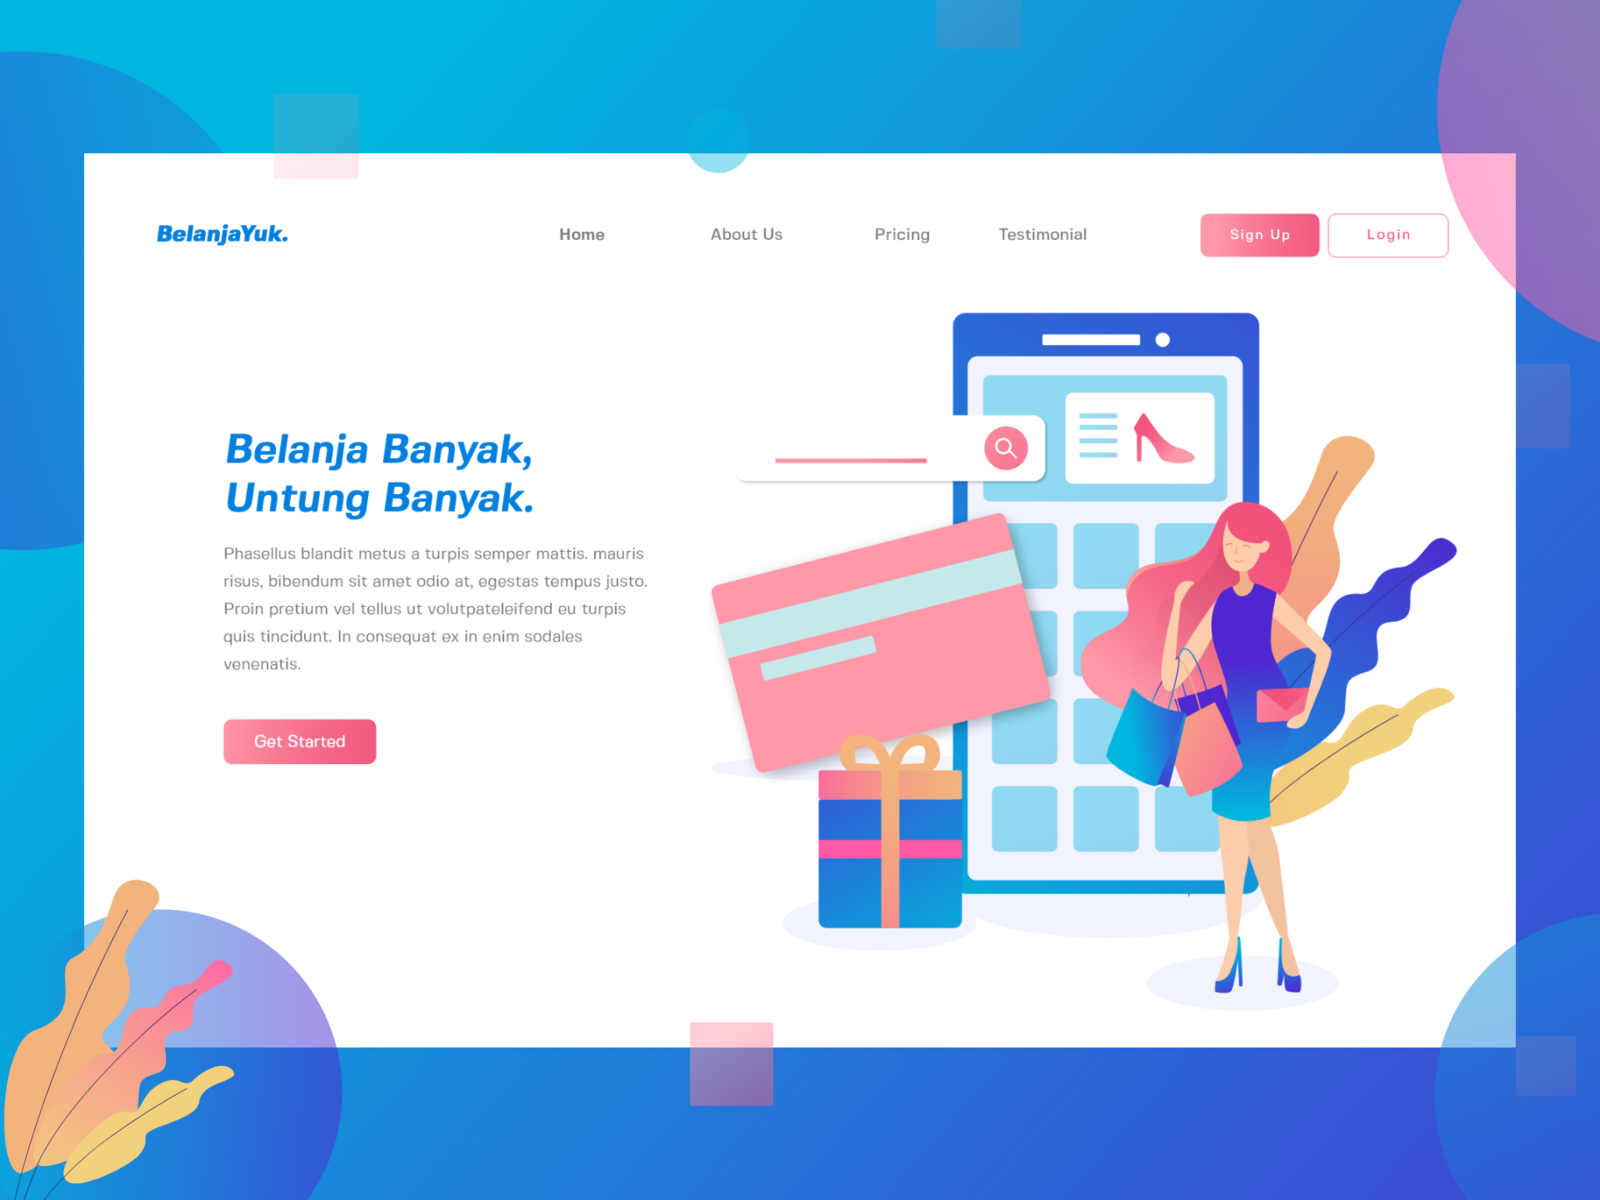 BelanjaYuk.
Home
About Us
Pricing
Testimonial
Sign Up
Login
Belanja Banyak,
Untung Banyak.
Phasellus blandit metus a turpis semper mattis. mauris
risus, bibendum sit amet odio at, egestas tempus justo.
Proin pretium vel tellus ut volutpateleifend eu turpis
quis tincidunt. In consequat ex in enim sodales
venenatis.
Get Started